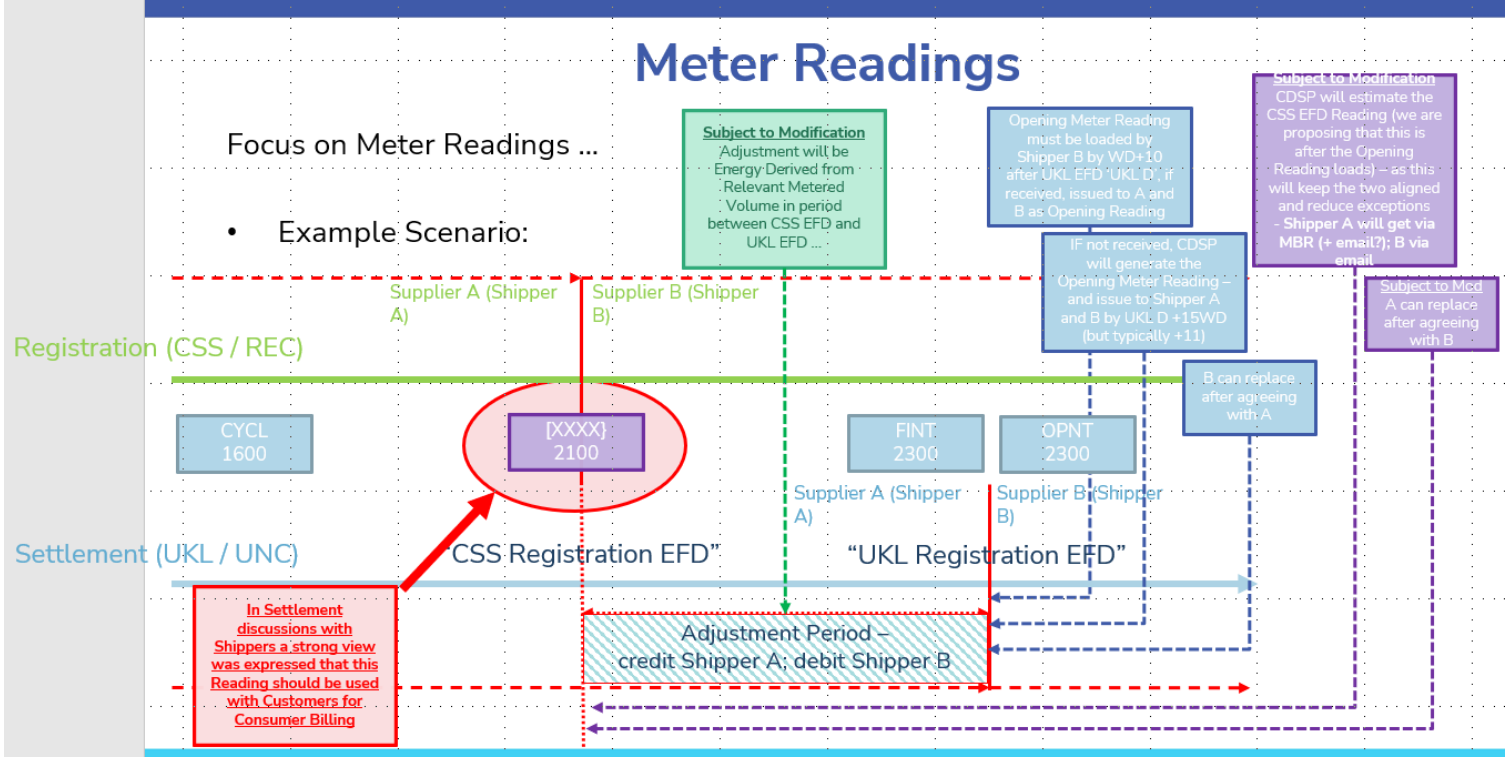 Meter Readings
Focus on Meter Readings ...
• Example Scenario:
Subject to Modification
Adjustment will be
Energy Derived from
Relevant Metered
Volume in period
between CSS EFD and
UKL EFD ...
Opening Meter Reading
must be loaded by
Shipper B by WD+10
after UKL EFD 'UKL D', if
received, issued to A and
B as Opening Reading
Subject to Modification
CDSP will estimate the
CSS EFD Reading (we are
proposing that this is
after the Opening
Reading loads) – as this
will keep the two aligned
and reduce exceptions
- Shipper A will get via
MBR (+ email?); B via
email
IF not received, CDSP
will generate the
Opening Meter Reading –
and issue to Shipper A
and B by UKL D +15WD
(but typically +11)
Subject to Mod
A can replace
after agreeing
with B
Supplier A (Shipper
A)
Supplier B (Shipper
B)
Registration (CSS / REC)
B can replace
after agreeing
with A
CYCL
1600
[XXXX}
2100
FINT
2300
OPNT
2300
Supplier A (Shipper
A)
Supplier B (Shipper
B)
Settlement (UKL / UNC)
“CSS Registration EFD”
“UKL Registration EFD”
In Settlement
discussions with
Shippers a strong view
was expressed that this
Reading should be used
with Customers for
Consumer Billing
Adjustment Period –
credit Shipper A; debit Shipper B